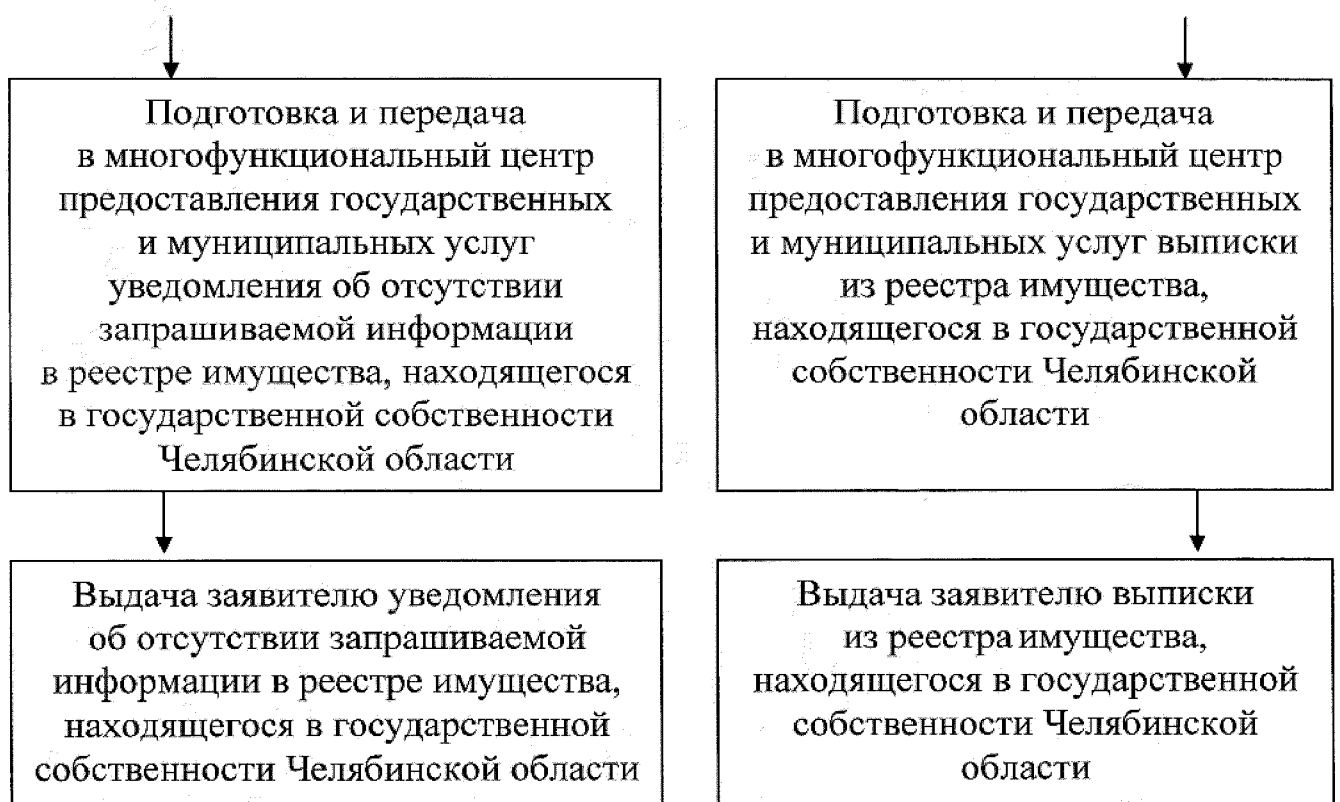 Подготовка и передача
в многофункциональный центр
предоставления государственных
и муниципальных услуг
уведомления об отсутствии
запрашиваемой информации
в реестре имущества, находящегося
в государственной собственности
Челябинской области
Подготовка и передача
в многофункциональный центр
предоставления государственных
и муниципальных услуг выписки
из реестра имущества,
находящегося в государственной
собственности Челябинской
области
Выдача заявителю уведомления
об отсутствии запрашиваемой
информации в реестре имущества,
находящегося в государственной
собственности Челябинской области
Выдача заявителю выписки
из реестра имущества,
находящегося в государственной
собственности Челябинской
области